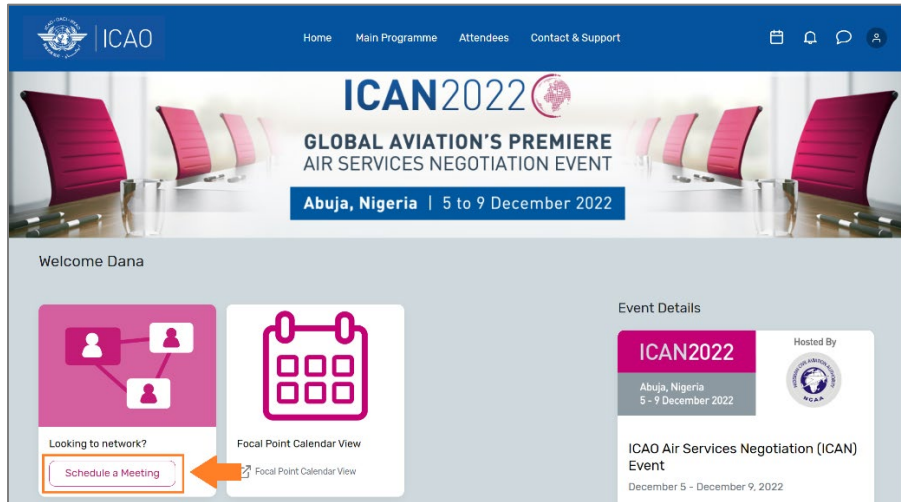 ICAO
Home Main Programme Attendees Contact & Support
ICAN2022
GLOBAL AVIATION'S PREMIERE
AIR SERVICES NEGOTIATION EVENT
Abuja, Nigeria | 5 to 9 December 2022
Welcome Dana
Looking to network?
Schedule a Meeting
Focal Point Calendar View
Focal Point Calendar View
Event Details
ICAN2022
Abuja, Nigeria
5 - 9 December 2022
Hosted By
NCAA
ICAO Air Services Negotiation (ICAN)
Event
December 5 - December 9, 2022